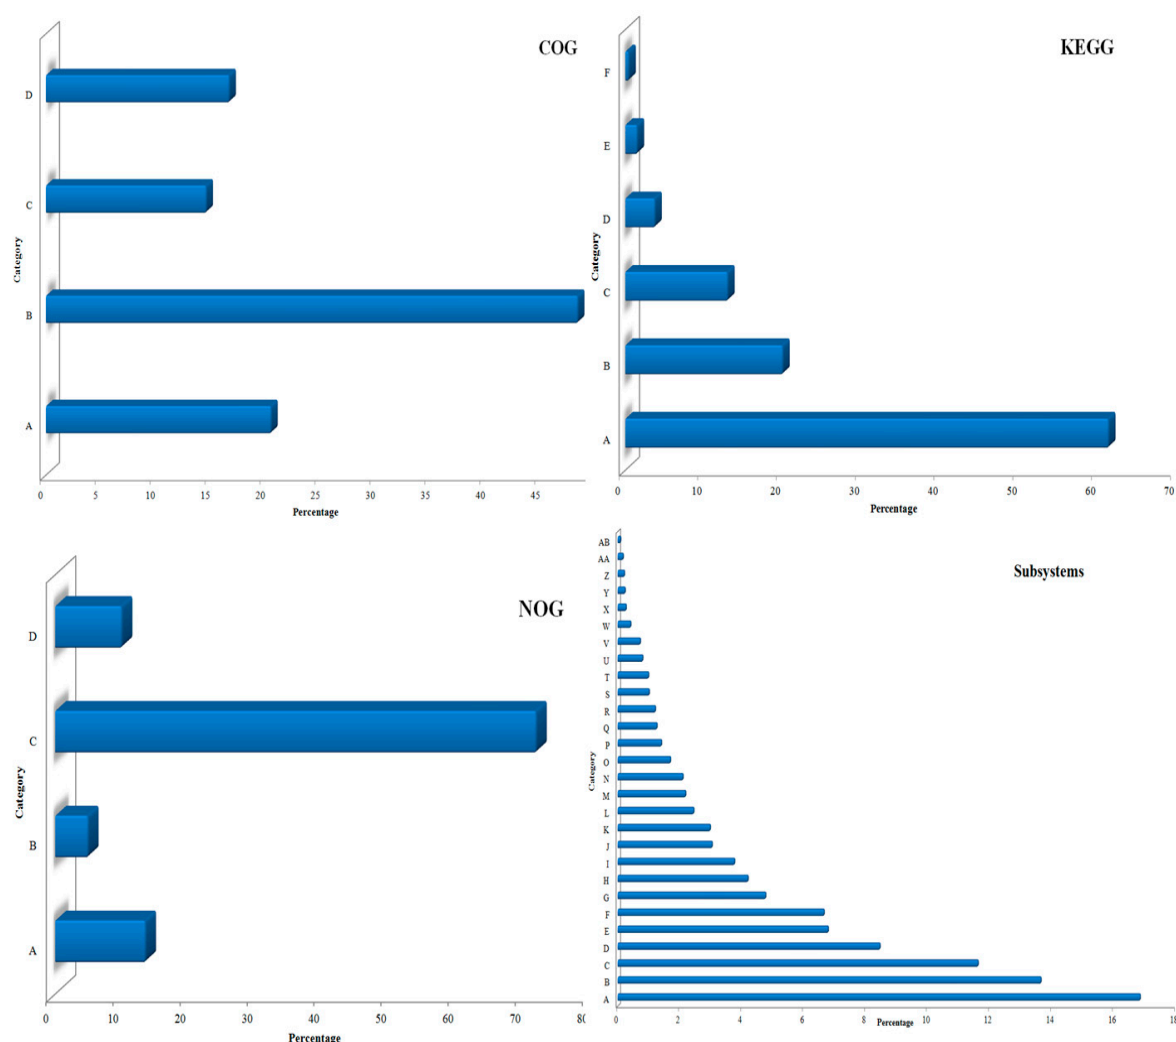 COG
D
C
B
A
Category
0 5 10 15 20 25 30 35 40 45
Percentage
KEGG
F
E
D
C
B
A
Category
0 10 20 30 40 50 60 70
Percentage
NOG
D
C
B
A
Category
0 10 20 30 40 50 60 70 80
Percentage
Subsystems
AB
AA
Z
Y
X
W
V
U
T
S
R
Q
P
O
N
M
L
K
J
I
H
G
F
E
D
C
B
A
Category
0 2 4 6 8 10 12 14 16 18
Percentage